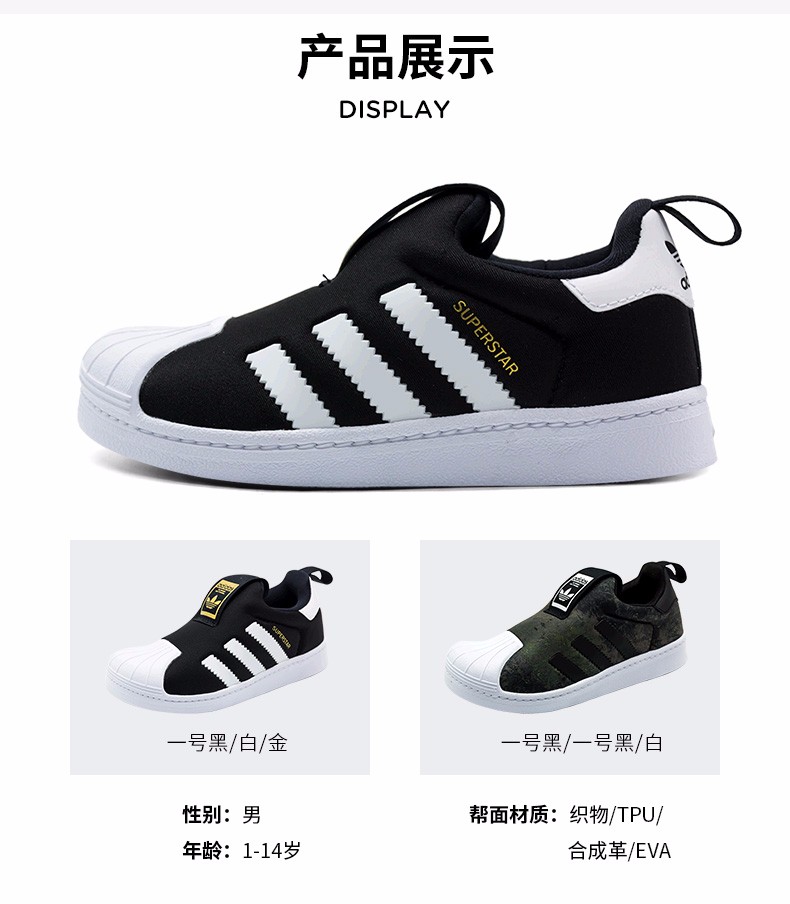 产品展示
DISPLAY
SUPERSTAR
一号黑/白/金
一号黑/一号黑/白
性别：男
年龄：1-14岁
帮面材质：织物/TPU/
合成革/EVA